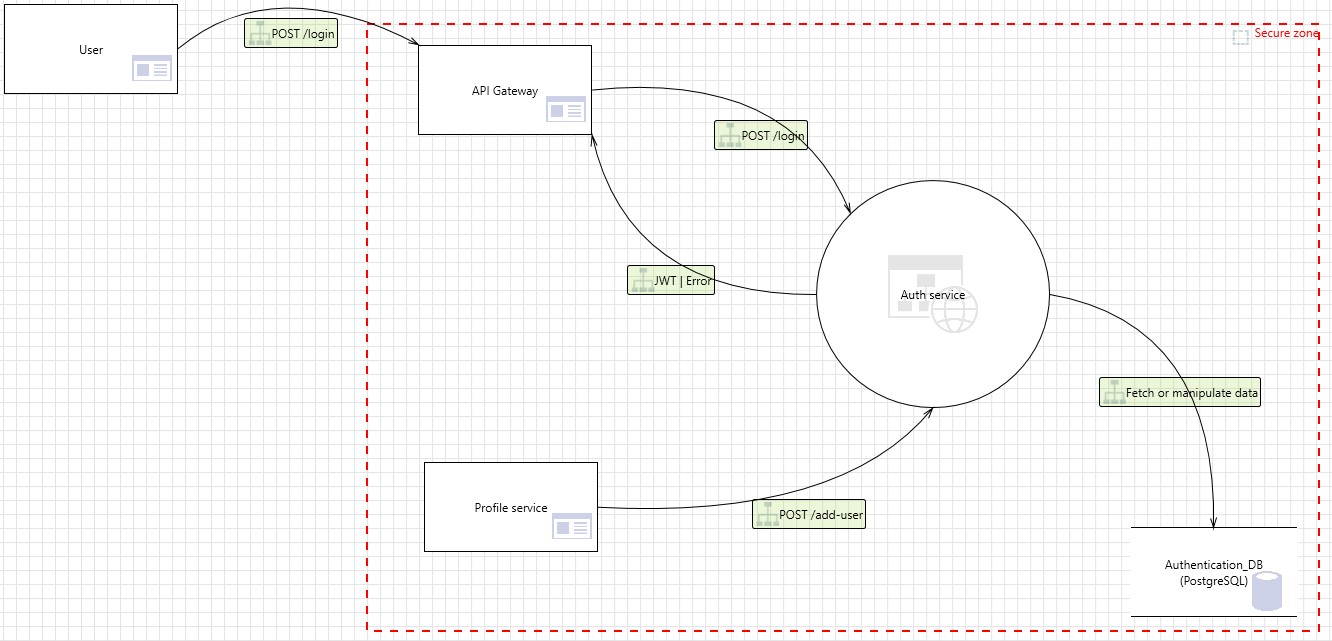 User
POST /login
Secure zone
API Gateway
POST /login
JWT | Error
Auth service
Fetch or manipulate data
Profile service
POST /add-user
Authentication_DB
(PostgreSQL)